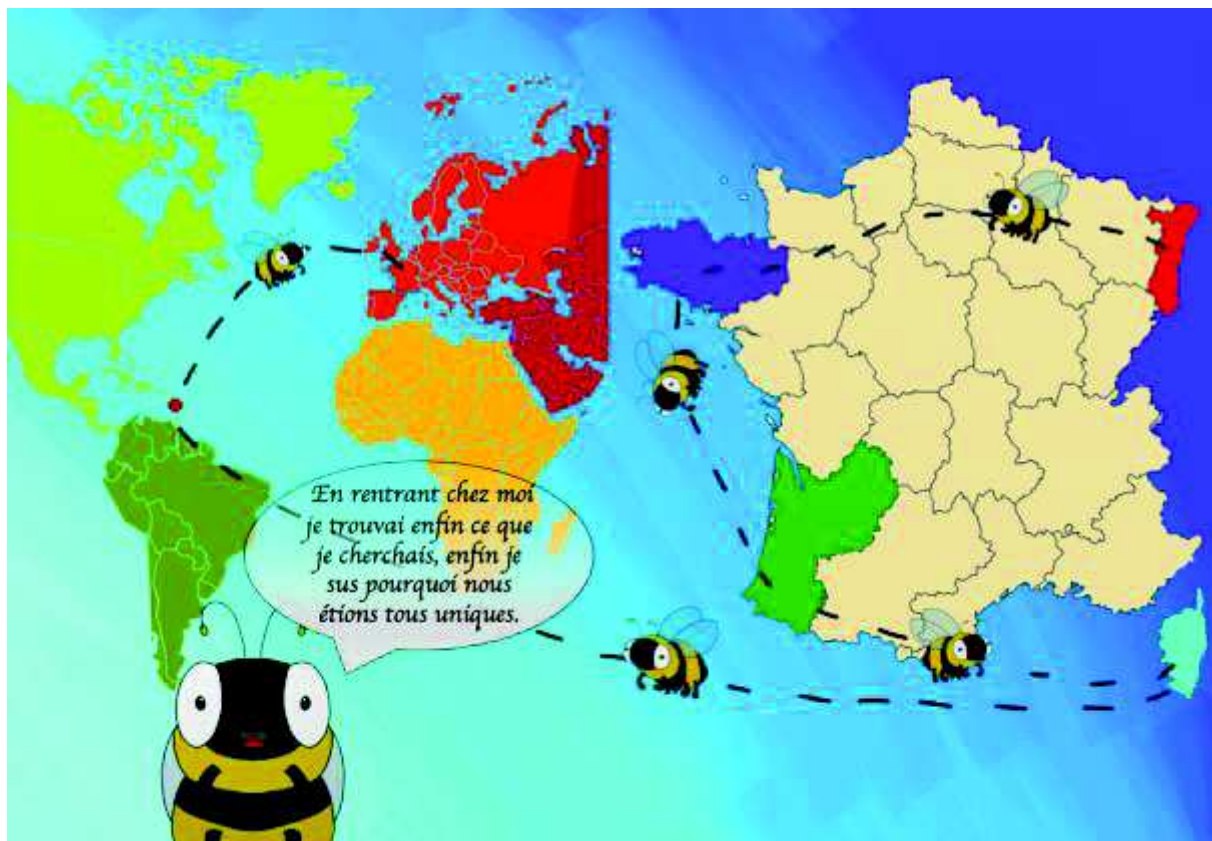 En rentrant chez moi
je trouvai enfin ce que
je cherchais, enfin je
sus pourquoi nous
étions tous uniques.